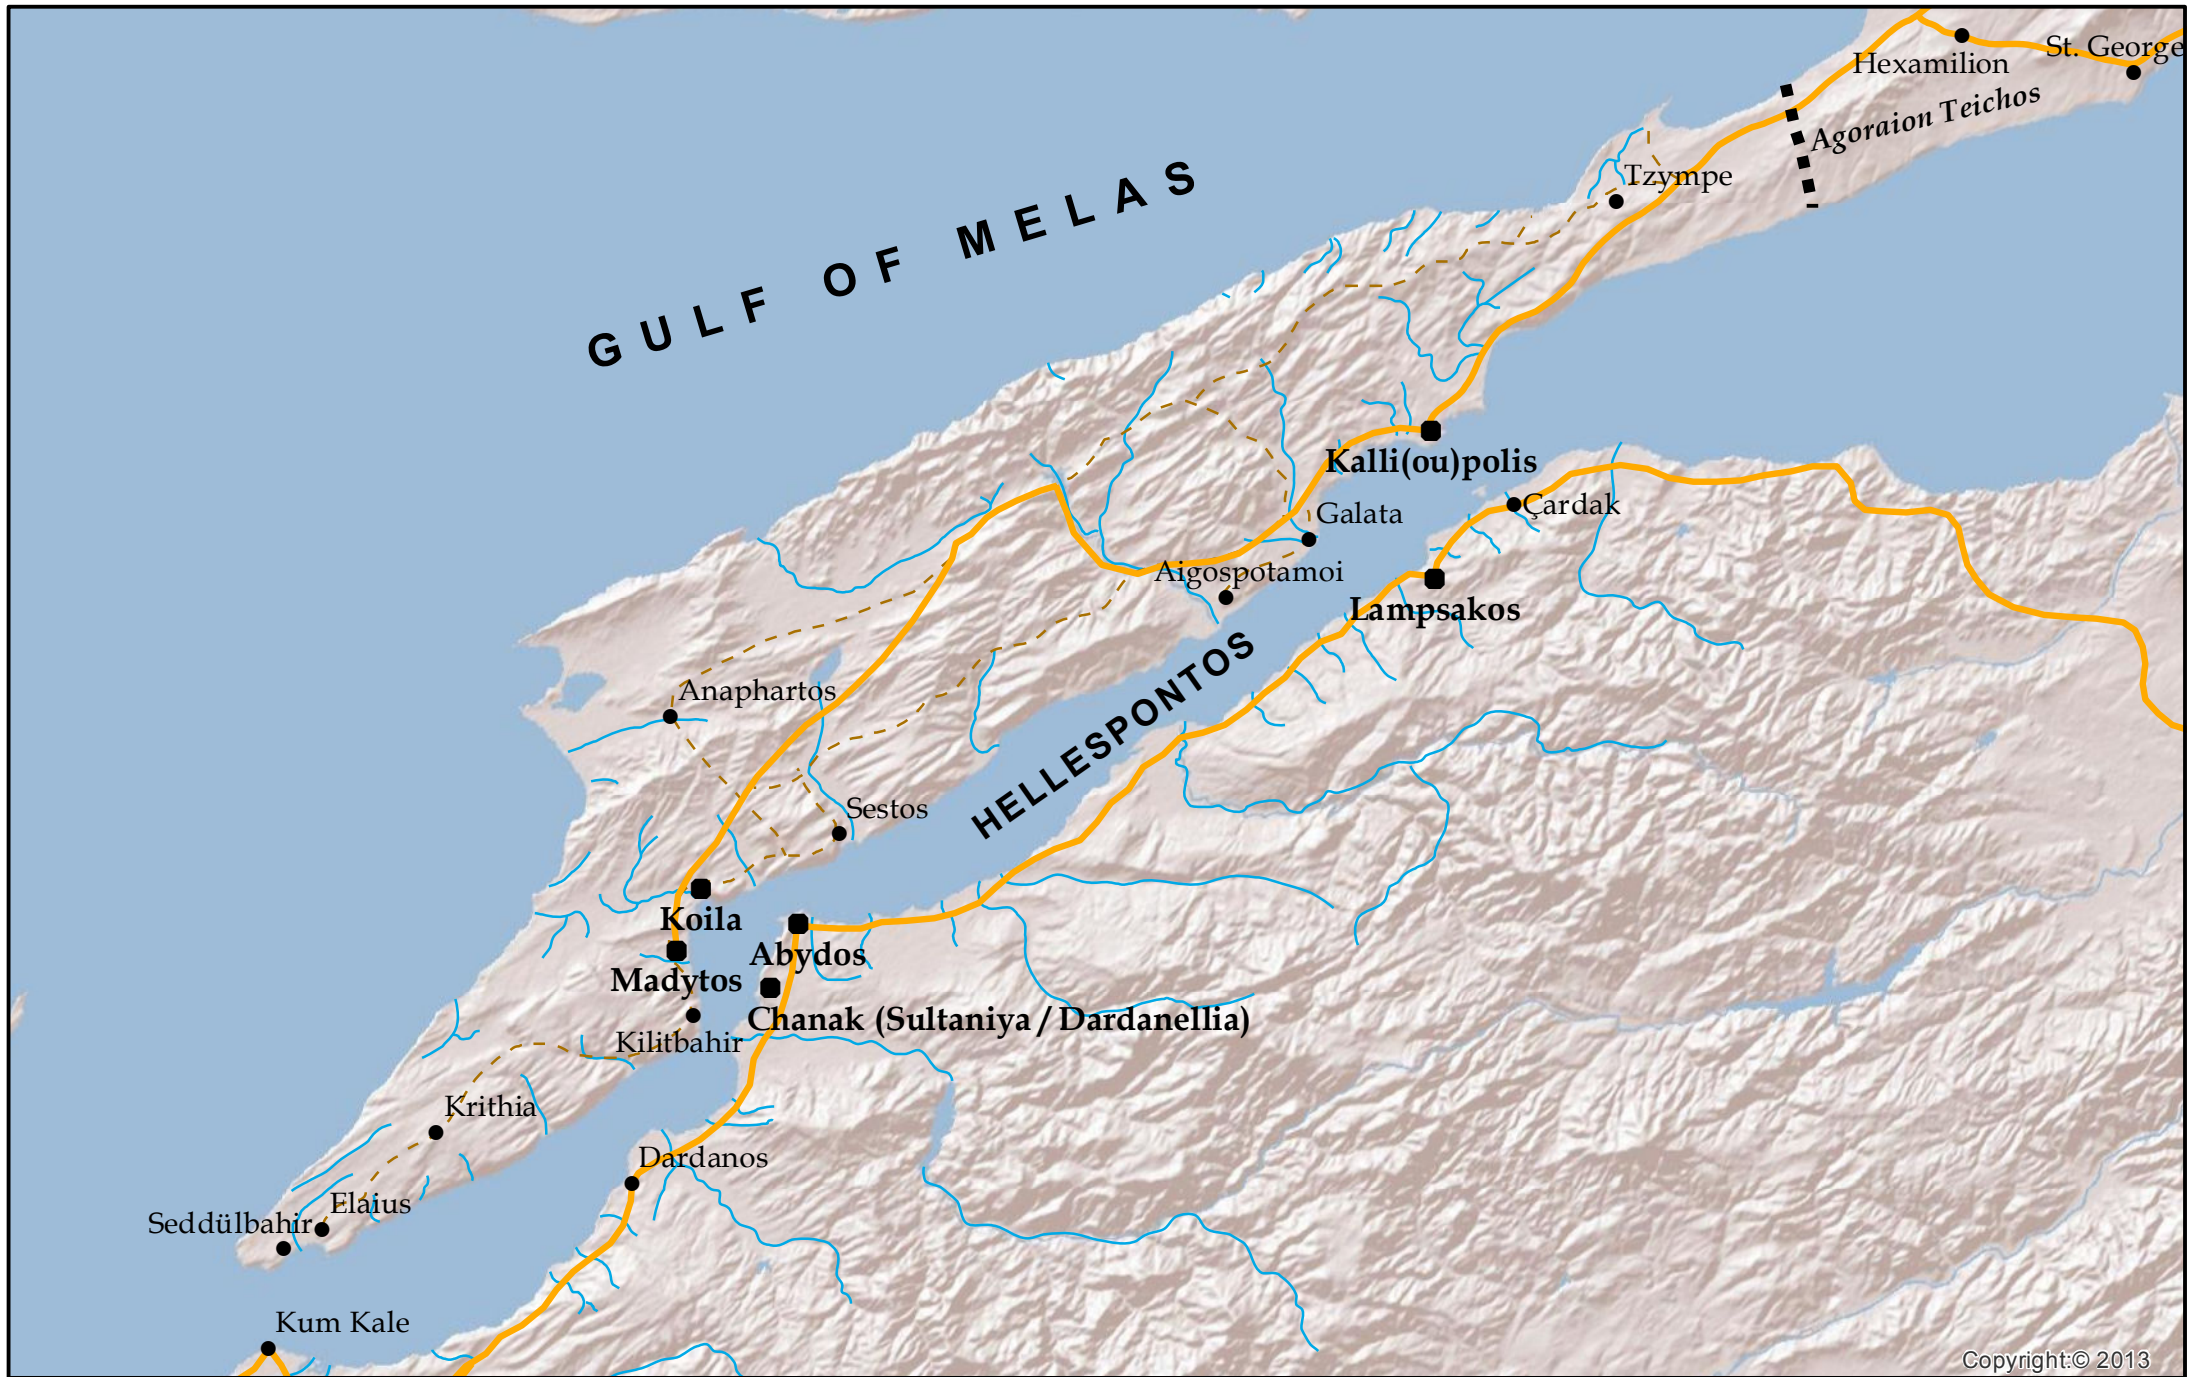 St. George
Hexamilion
Agoraion Teichos
Tzympe
GULF OF MELAS
Kalli(ou)polis
Çardak
Galata
Aigospotamoi
Lampsakos
HELLESPONTOS
Anaphartos
Sestos
Koila
Abydos
Madytos
Chanak (Sultaniya / Dardanellia)
Kilitbahir
Krithia
Dardanos
Elaius
Seddülbahir
Kum Kale
Copyright:© 2013